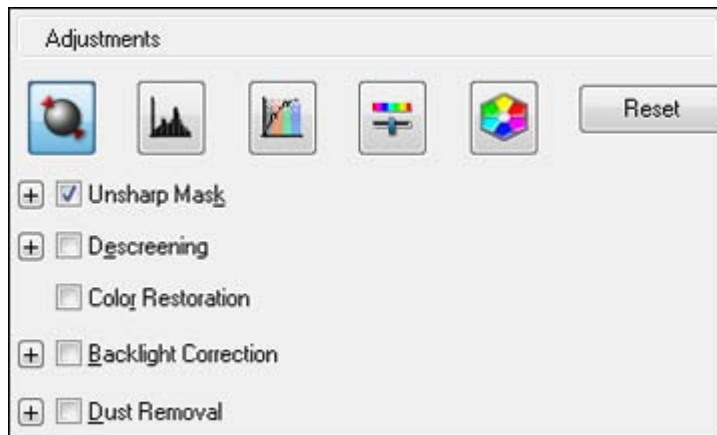 Adjustments
Reset
Unsharp Mask
Descreening
Color Restoration
Backlight Correction
Dust Removal